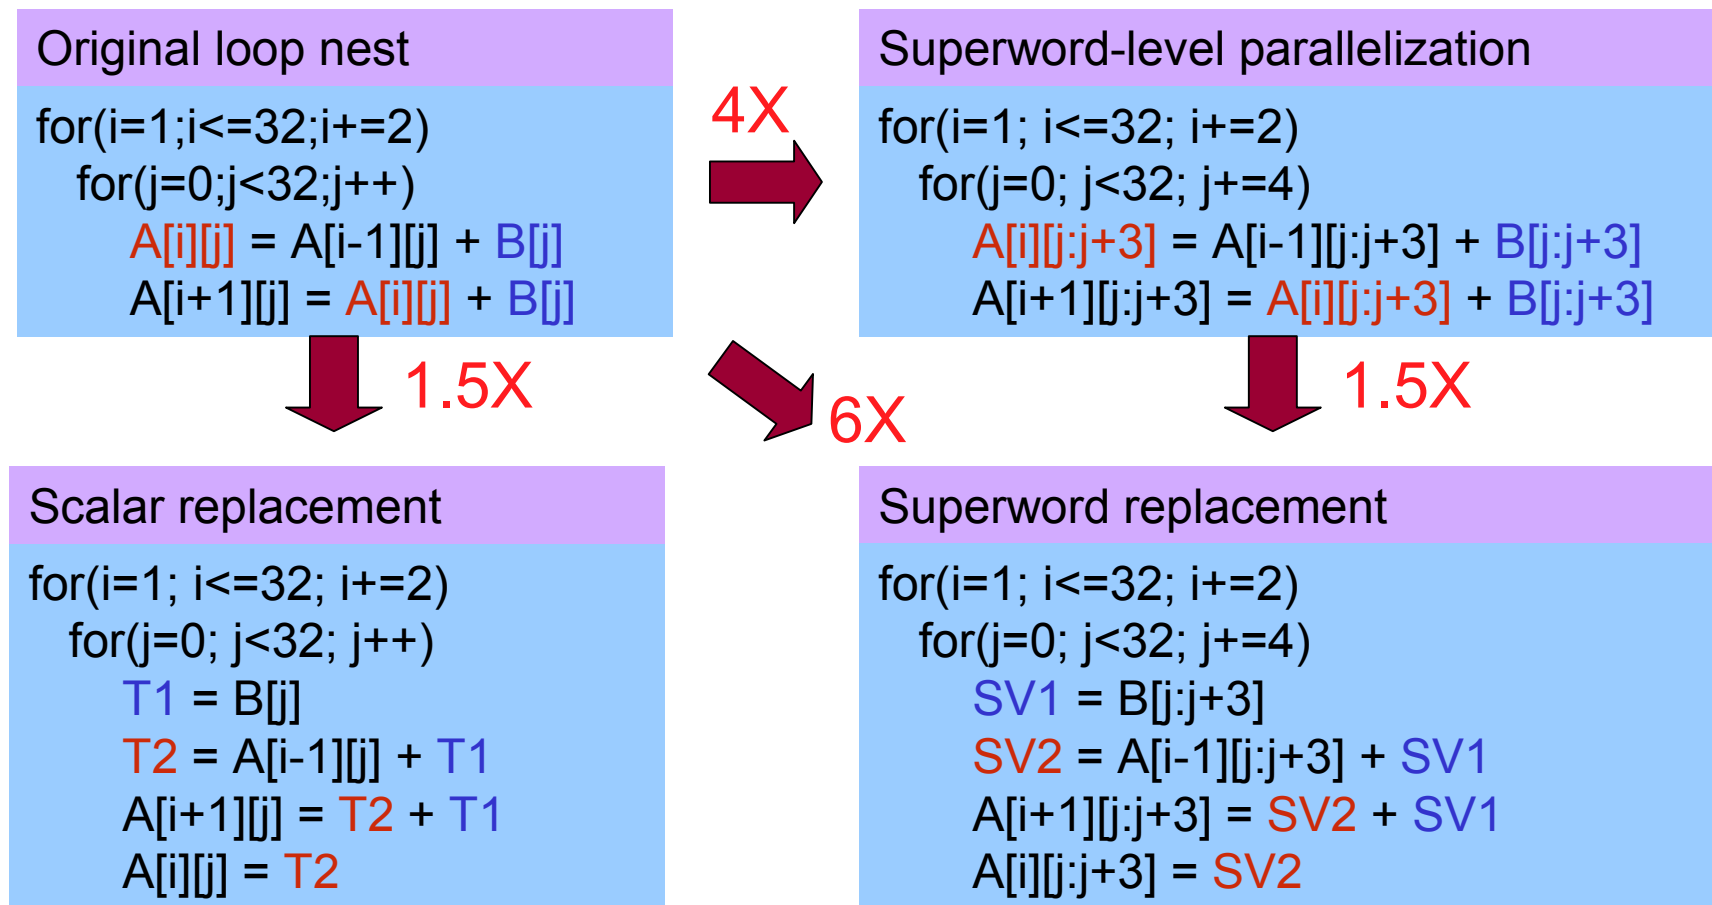 Original loop nest
for(i=1;i<=32;i+=2)
for(j=0;j<32;j++)
A[i][j] = A[i-1][j] + B[j]
A[i+1][j] = A[i][j] + B[j]
4X
Superword-level parallelization
for(i=1; i<=32; i+=2)
for(j=0; j<32; j+=4)
A[i][j:j+3] = A[i-1][j:j+3] + B[j:j+3]
A[i+1][j:j+3] = A[i][j:j+3] + B[j:j+3]
1.5X
6X
1.5X
Scalar replacement
for(i=1; i<=32; i+=2)
for(j=0; j<32; j++)
T1 = B[j]
T2 = A[i-1][j] + T1
A[i+1][j] = T2 + T1
A[i][j] = T2
Superword replacement
for(i=1; i<=32; i+=2)
for(j=0; j<32; j+=4)
SV1 = B[j:j+3]
SV2 = A[i-1][j:j+3] + SV1
A[i+1][j:j+3] = SV2 + SV1
A[i][j:j+3] = SV2